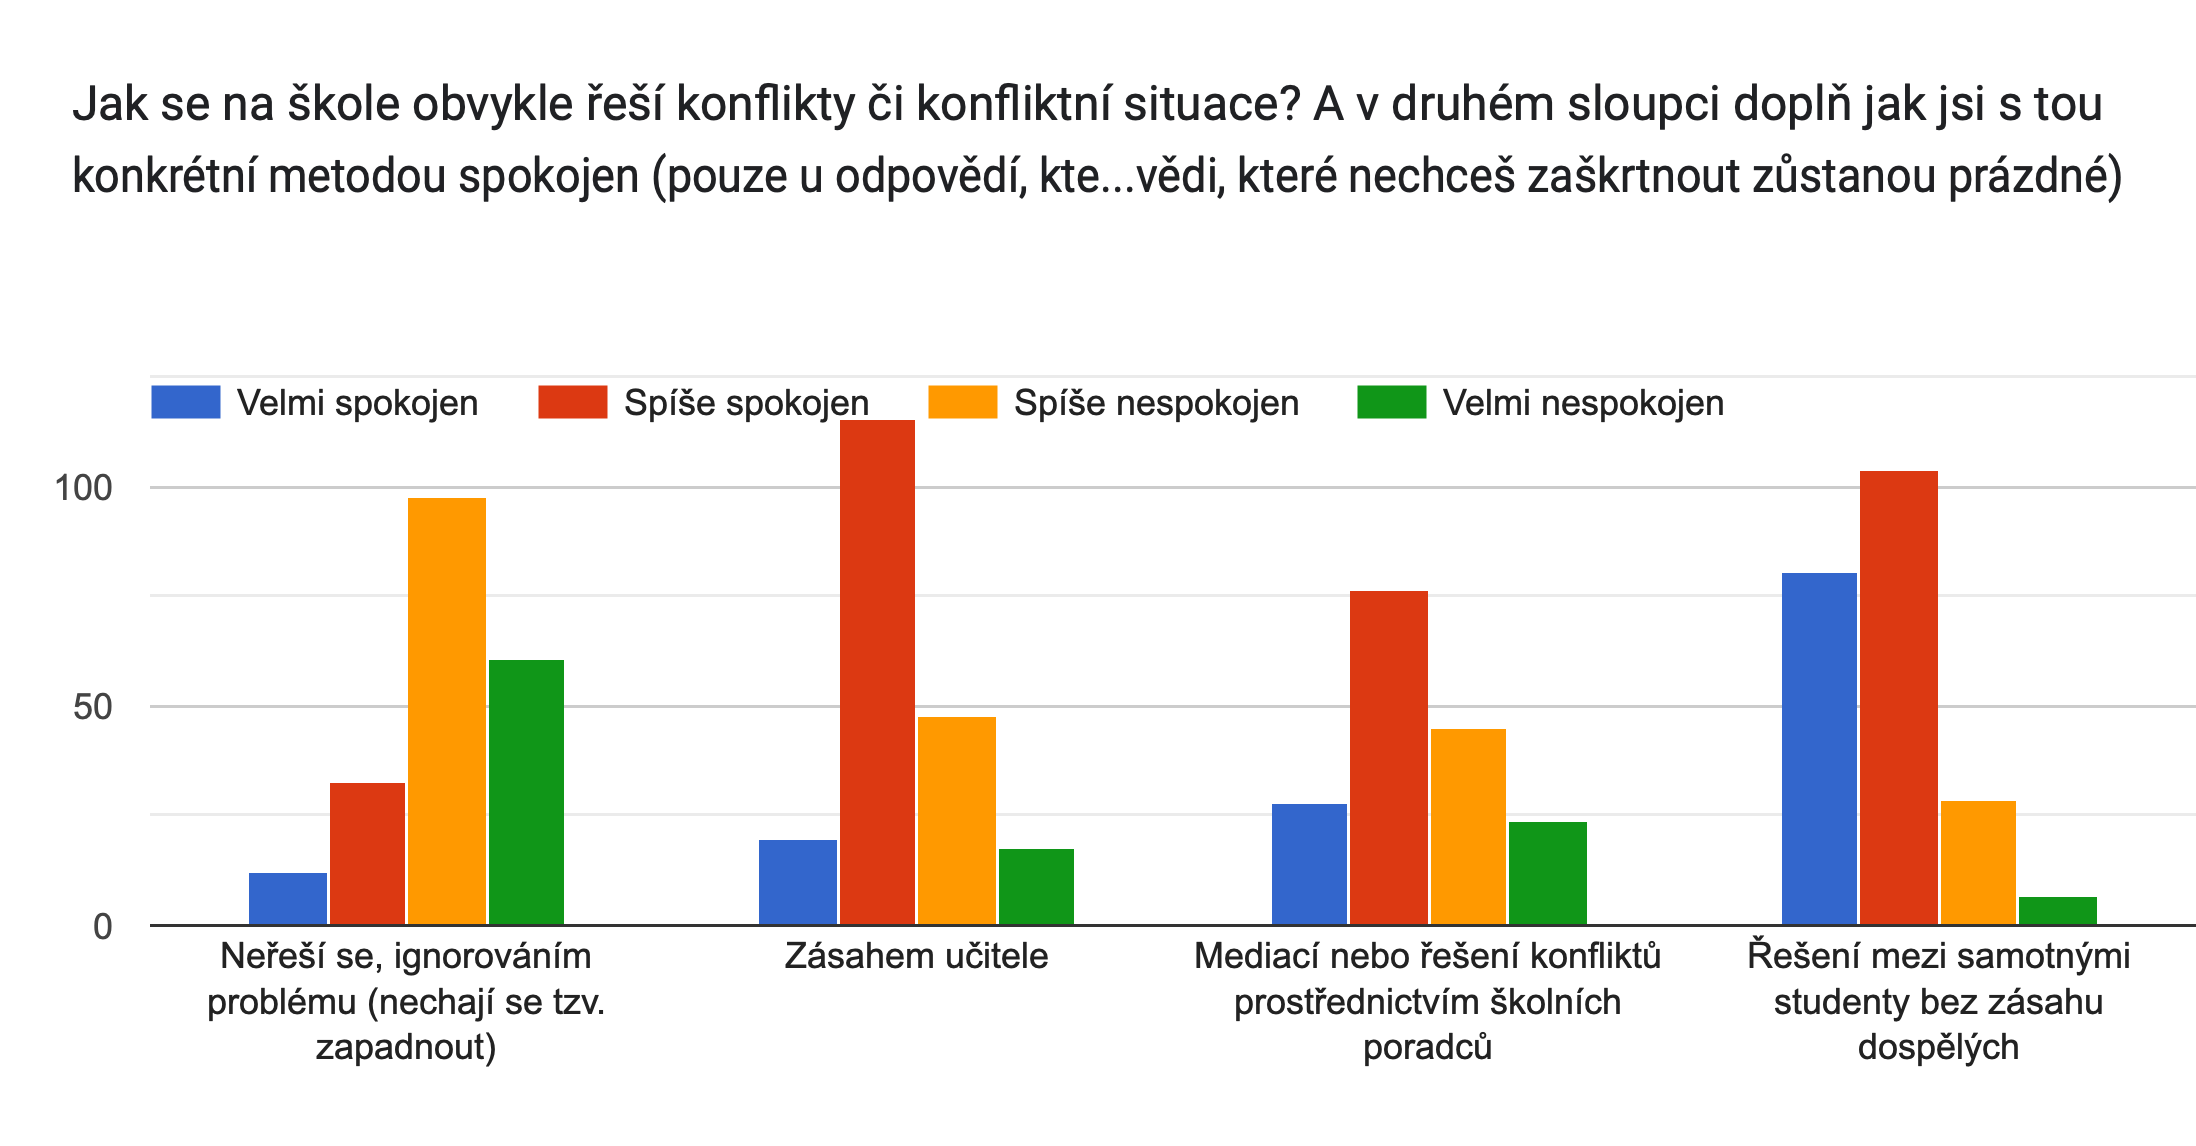 Jak se na škole obvykle řeší konflikty či konfliktní situace? A v druhém sloupci doplň jak jsi s tou
konkrétní metodou spokojen (pouze u odpovědí, kte...vědi, které nechceš zaškrtnout zůstanou prázdné)
Velmi spokojen Spíše spokojen Spíše nespokojen Velmi nespokojen
100
50
0
Neřeší se, ignorováním
problému (nechají se tzv.
zapadnout)
Zásahem učitele
Mediací nebo řešení konfliktů
prostřednictvím školních
poradců
Řešení mezi samotnými
studenty bez zásahu
dospělých